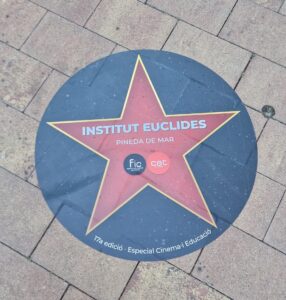 INSTITUT EUCLIDES
PINEDA DE MAR
fic
cat
17a edició · Especial Cinema i Educació